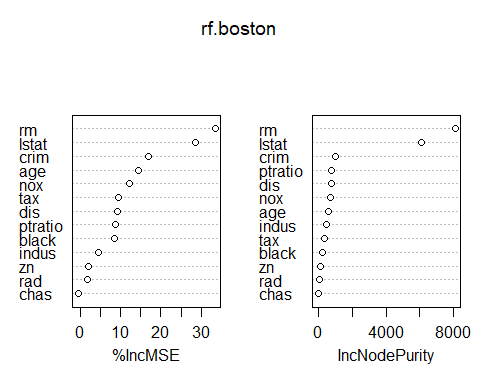 rf.boston
rm
lstat
crim
age
nox
tax
dis
ptratio
black
indus
zn
rad
chas
0 10 20 30
%IncMSE
rm
lstat
crim
ptratio
dis
nox
age
indus
tax
black
zn
rad
chas
0 4000 8000
IncNodePurity